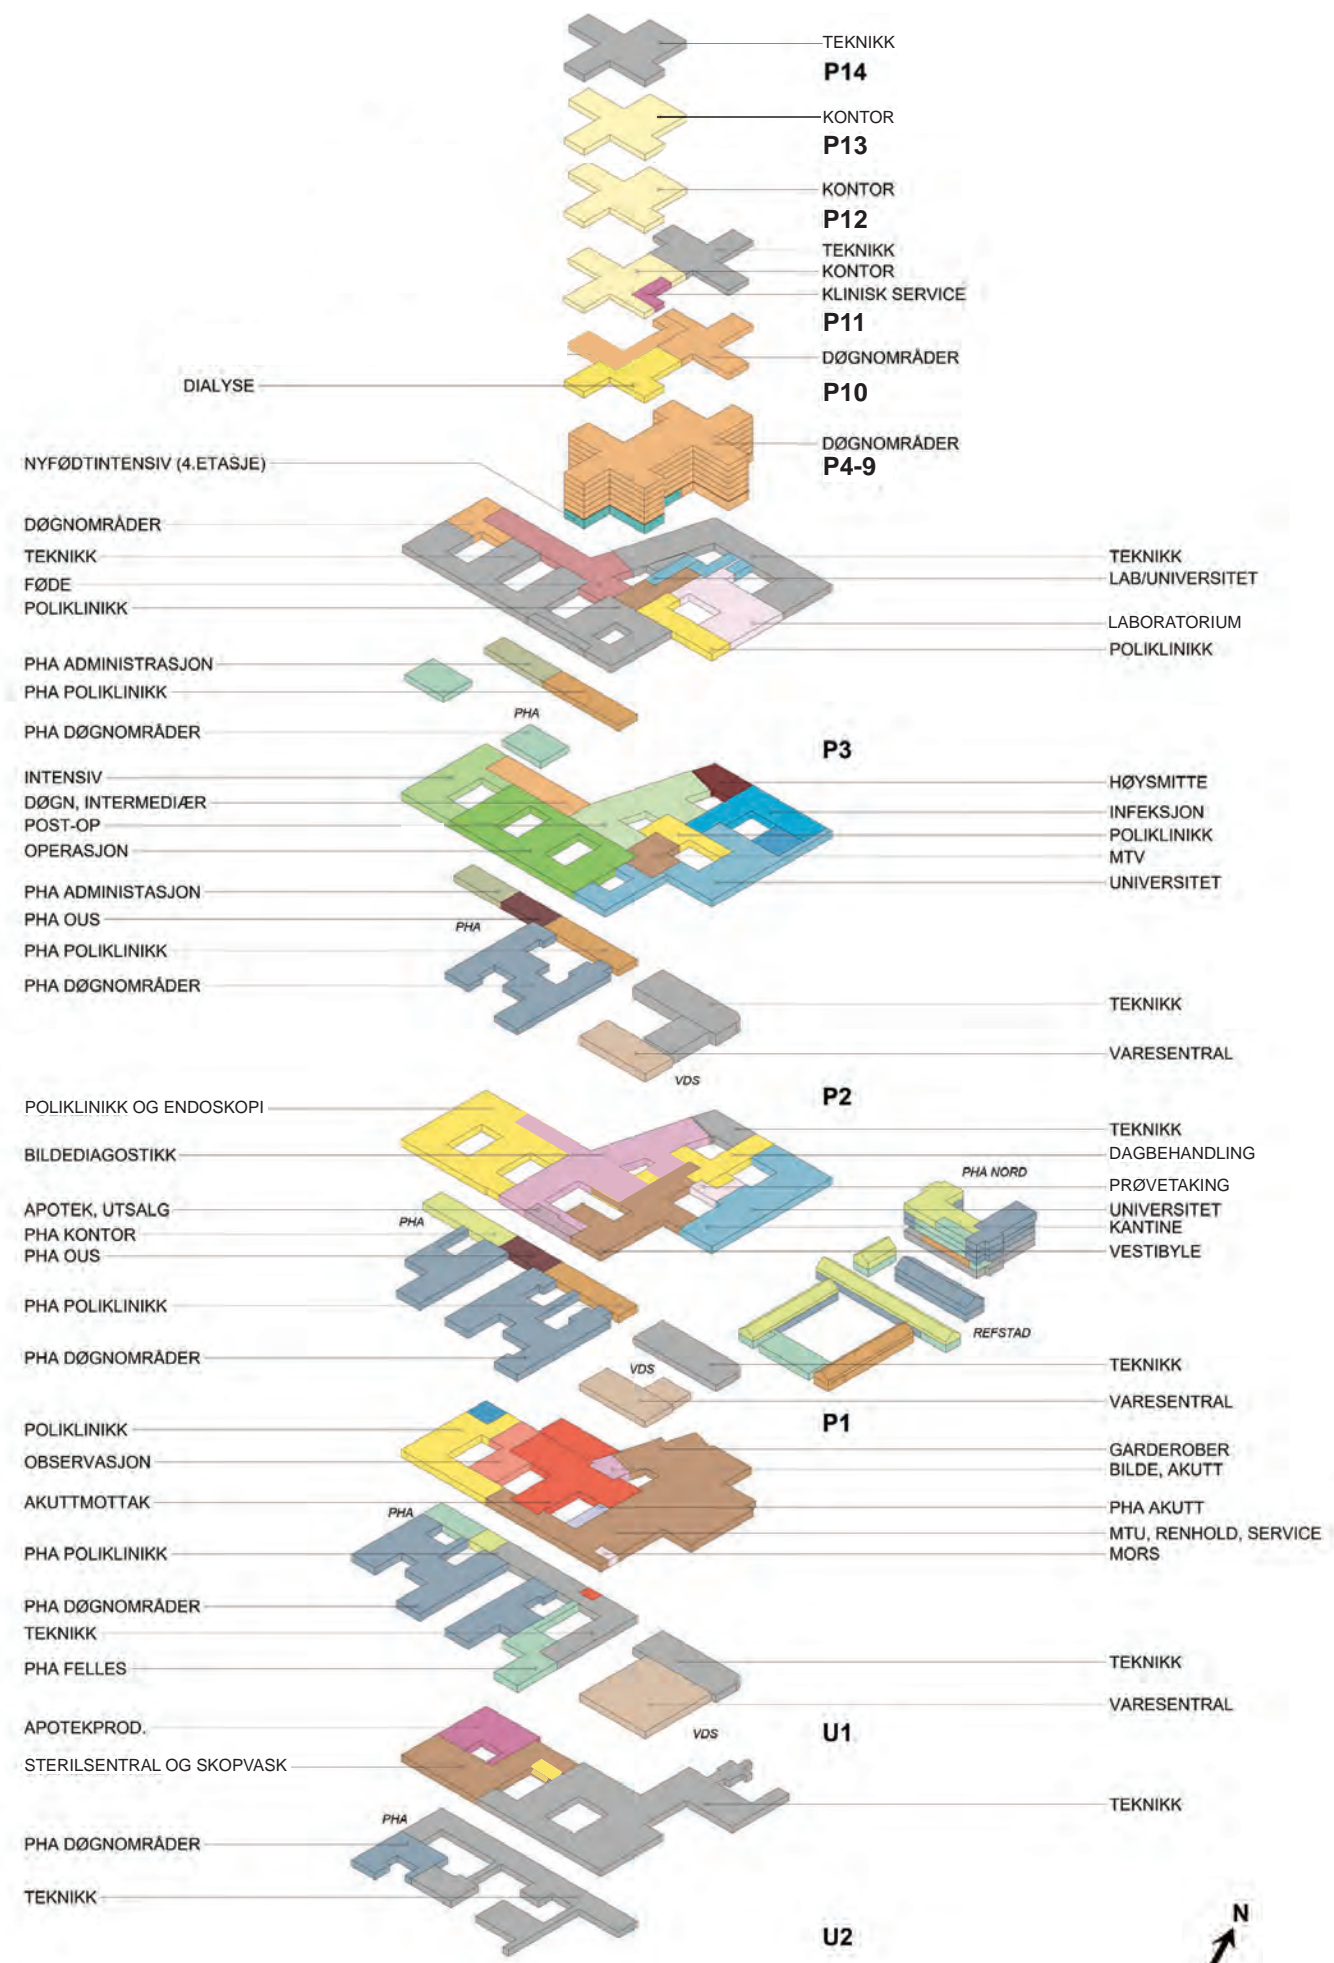 TEKNIKK
P14
KONTOR
P13
KONTOR
P12
TEKNIKK
KONTOR
KLINISK SERVICE
P11
DØGNOMRÅDER
DIALYSE
P10
DØGNOMRÅDER
NYFØDTINTENSIV (4.ETASJE)
P4-9
DØGNOMRÅDER
TEKNIKK
FØDE
POLIKLINIKK
TEKNIKK
LAB/UNIVERSITET
LABORATORIUM
POLIKLINIKK
PHA ADMINISTRASJON
PHA POLIKLINIKK
PHA
PHA DØGNOMRÅDER
P3
INTENSIV
DØGN, INTERMEDIÆR
POST-OP
OPERASJON
HØYSMITTE
INFEKSJON
POLIKLINIKK
MTV
UNIVERSITET
PHA ADMINISTASJON
PHA OUS
PHA
PHA POLIKLINIKK
PHA DØGNOMRÅDER
TEKNIKK
VARESENTRAL
VDS
P2
POLIKLINIKK OG ENDOSKOPI
BILDEDIAGOSTIKK
TEKNIKK
DAGBEHANDLING
PHA NORD
PRØVETAKING
UNIVERSITET
KANTINE
VESTIBYLE
APOTEK, UTSALG
PHA
PHA KONTOR
PHA OUS
PHA POLIKLINIKK
PHA DØGNOMRÅDER
REFSTAD
VDS
TEKNIKK
VARESENTRAL
P1
POLIKLINIKK
OBSERVASJON
AKUTTMOTTAK
GARDEROBER
BILDE, AKUTT
PHA AKUTT
MTU, RENHOLD, SERVICE
MORS
PHA
PHA POLIKLINIKK
PHA DØGNOMRÅDER
TEKNIKK
PHA FELLES
TEKNIKK
VARESENTRAL
VDS
U1
APOTEKPROD.
STERILSENTRAL OG SKOPVASK
TEKNIKK
PHA
PHA DØGNOMRÅDER
TEKNIKK
U2
N